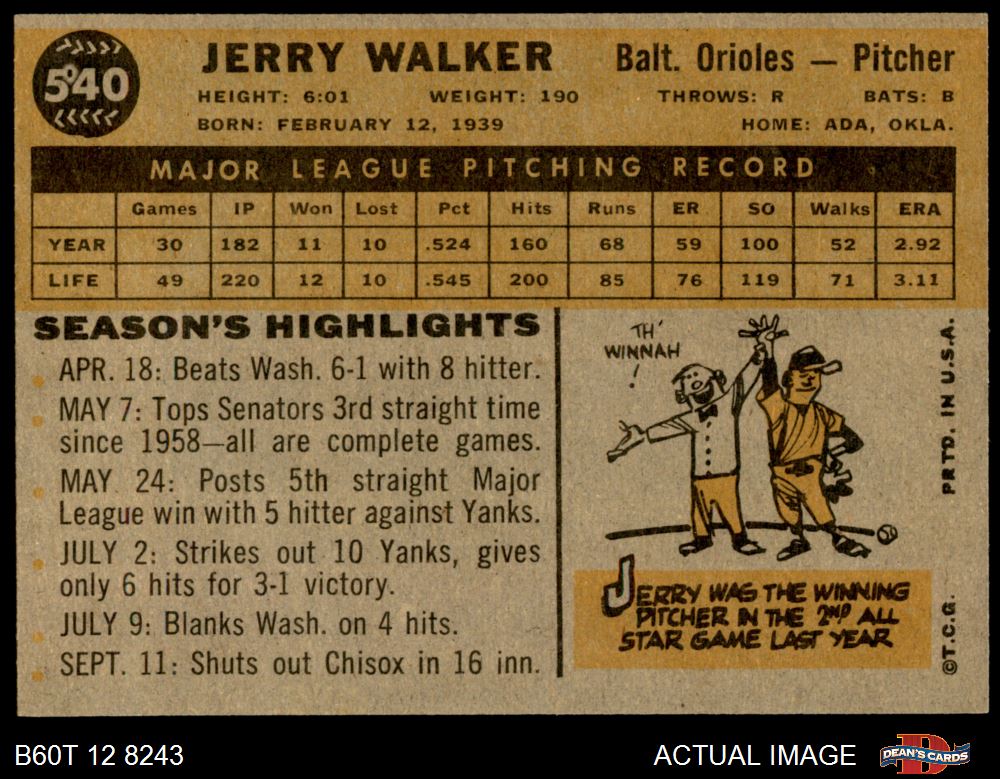 540
JERRY WALKER
Balt. Orioles — Pitcher
HEIGHT: 6:01 WEIGHT: 190 THROWS: R BATS: B
BORN: FEBRUARY 12, 1939 HOME: ADA, OKLA.
MAJOR LEAGUE PITCHING RECORD
Games IP Won Lost Pct Hits Runs ER SO Walks ERA
YEAR 30 182 11 10 .524 160 68 59 100 52 2.92
LIFE 49 220 12 10 .545 200 85 76 119 71 3.11
SEASON'S HIGHLIGHTS
APR. 18: Beats Wash. 6-1 with 8 hitter.
MAY 7: Tops Senators 3rd straight time
since 1958—all are complete games.
MAY 24: Posts 5th straight Major
League win with 5 hitter against Yanks.
JULY 2: Strikes out 10 Yanks, gives
only 6 hits for 3-1 victory.
JULY 9: Blanks Wash. on 4 hits.
SEPT. 11: Shuts out Chisox in 16 inn.
TH'
WINNAH
!
JERRY WAS THE WINNING
PITCHER IN THE 2ND ALL
STAR GAME LAST YEAR
©T.C.G. PRTD. IN U.S.A.
B60T 12 8243
ACTUAL IMAGE
D
DEAN'S CARDS